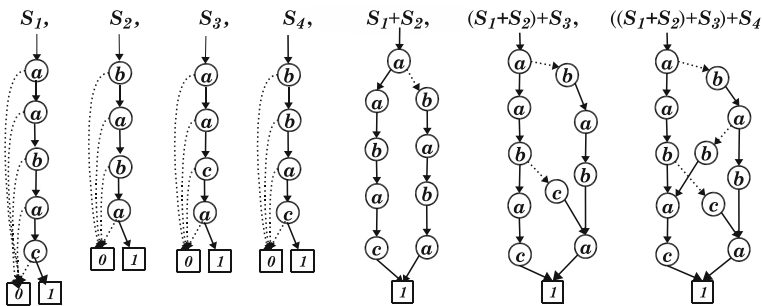 S1, S2, S3, S4, S1+S2, (S1+S2)+S3, ((S1+S2)+S3)+S4
a b a b a a b a b
a a a b a b a a a a
b b c a b a b b b b b
a a a c a b a c a c
c c a c a c a
0 1 0 1 0 1
0 1 1 1 1